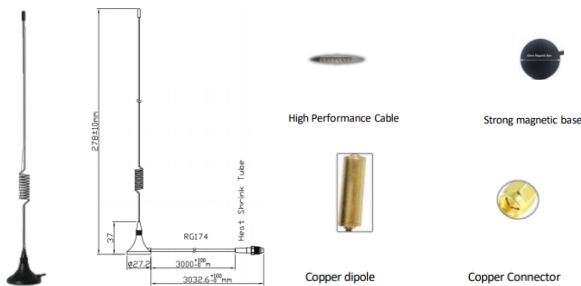 278±10mm
37
RG174
Heat Shrink Tube
Ø27.2
3000 +100 -0 m
3032.6 +100 -0 mm
High Performance Cable
Strong magnetic base
Copper dipole
Copper Connector